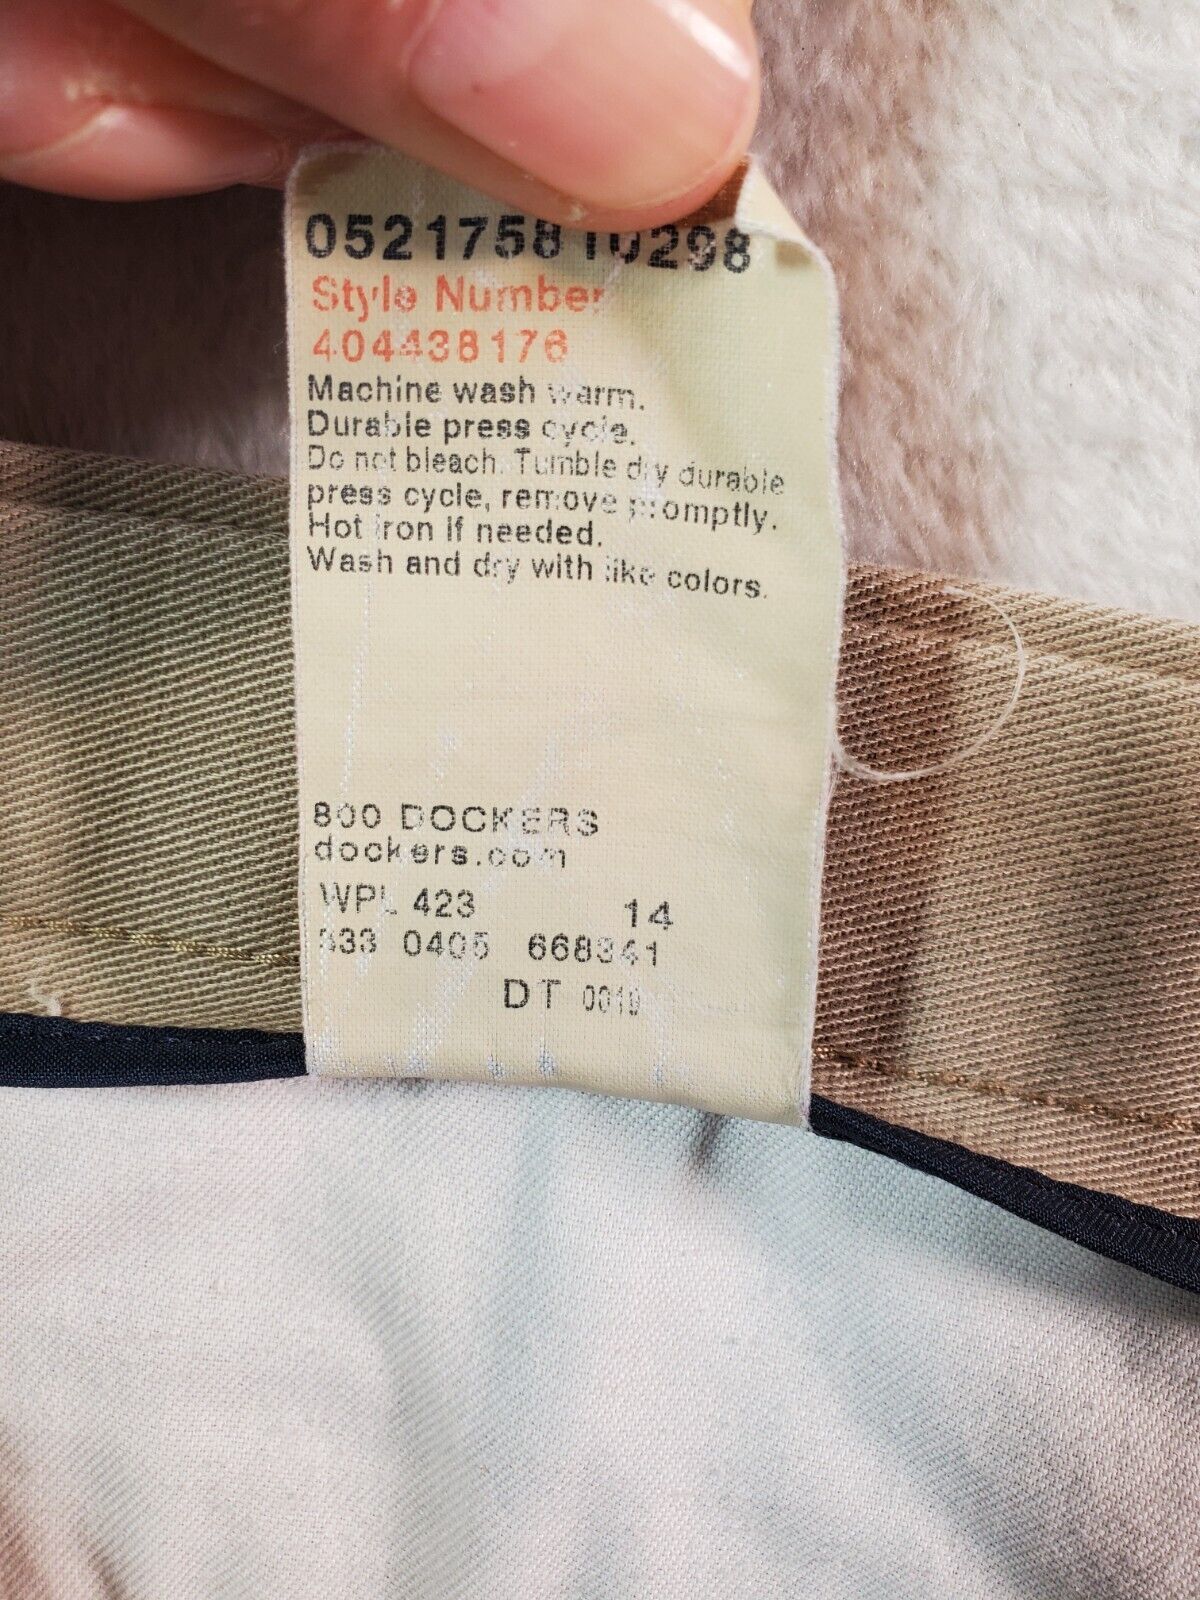 052175810298
Style Number
404438176
Machine wash warm.
Durable press cycle.
Do not bleach. Tumble dry durable
press cycle, remove promptly.
Hot iron if needed.
Wash and dry with like colors.
800 DOCKERS
dockers.com
WPL 423 14
0405 668341
DT